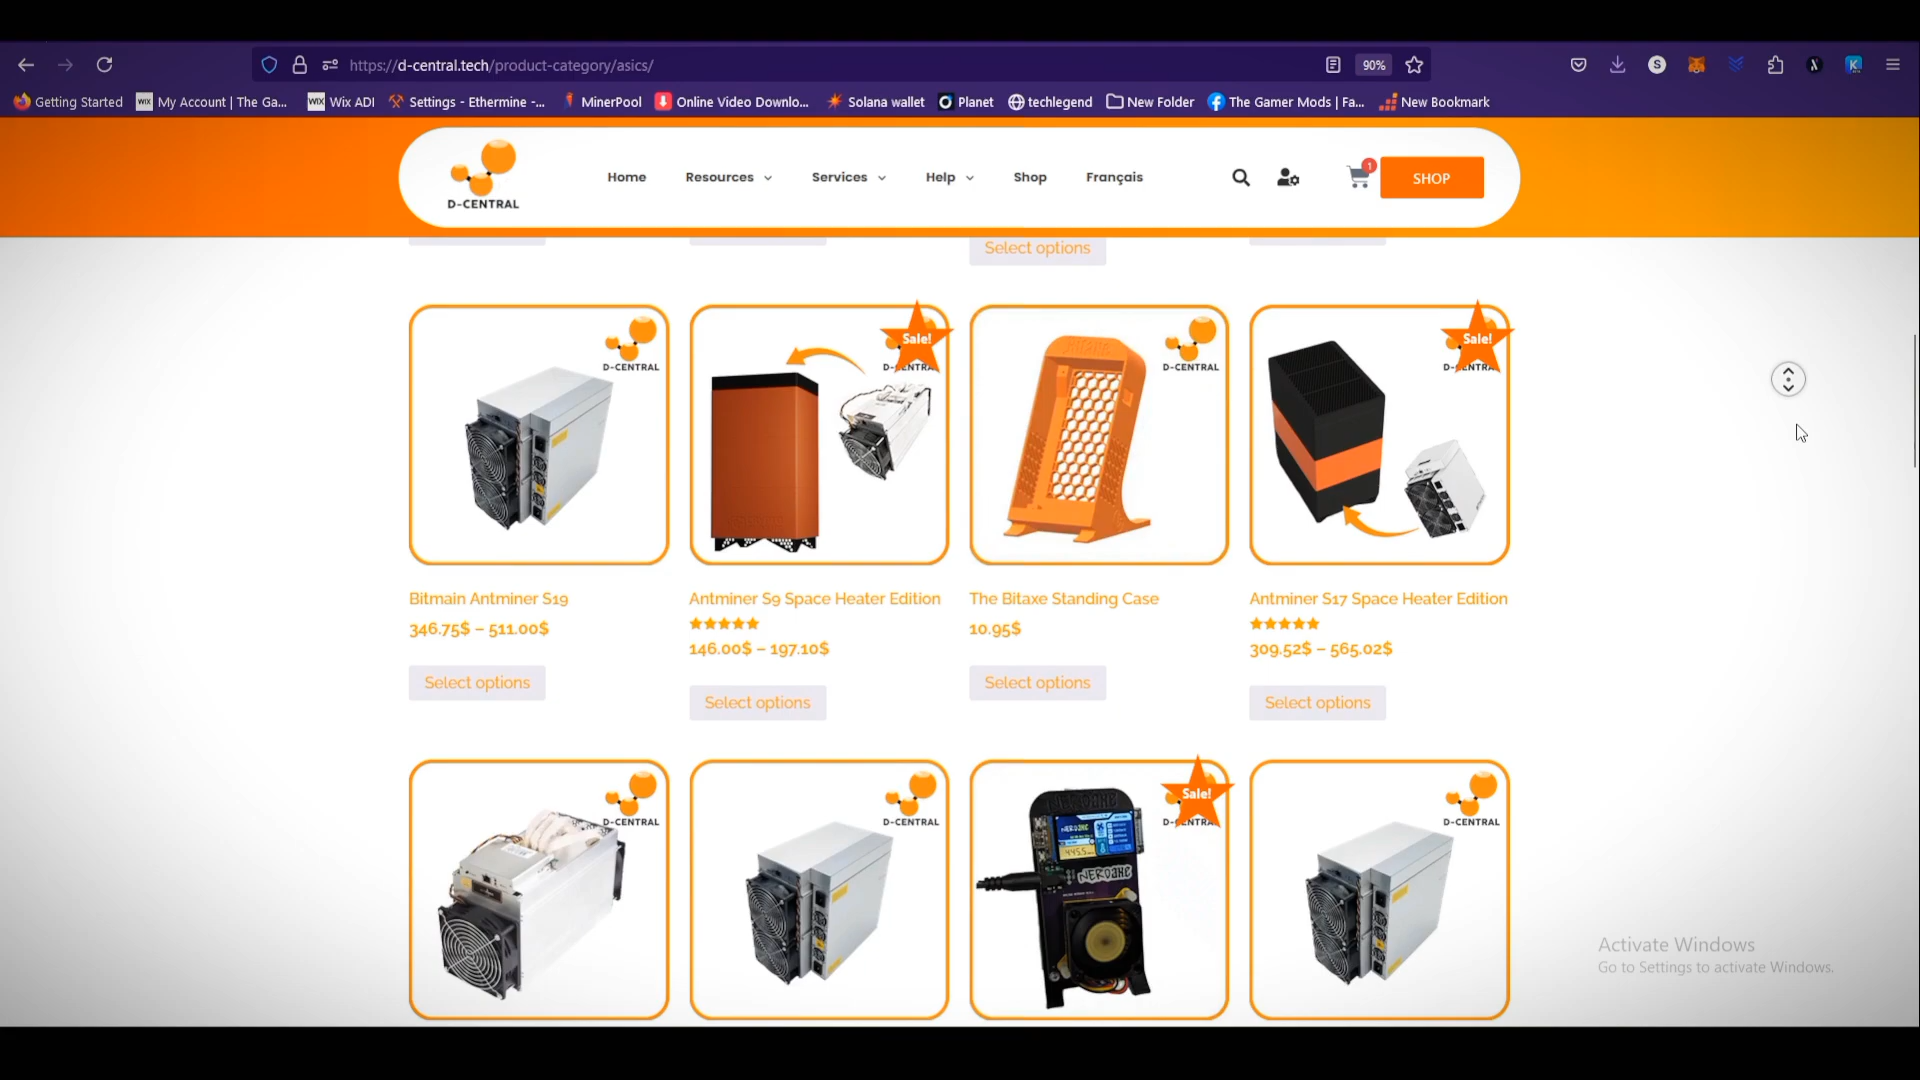 https://d-central.tech/product-category/asics/
90%
S
K
Getting Started
WIX My Account | The Ga...
WIX Wix ADI
Settings - Ethermine -...
MinerPool
Online Video Downlo...
Solana wallet
Planet
techlegend
New Folder
The Gamer Mods | Fa...
New Bookmark
D-CENTRAL
Home
Resources
Services
Help
Shop
Français
1
SHOP
Select options
D-CENTRAL
Sale!
D-CENTRAL
D-CENTRAL
Sale!
D-CENTRAL
Bitmain Antminer S19
346.75$ – 511.00$
Select options
Antminer S9 Space Heater Edition
146.00$ – 197.10$
Select options
The Bitaxe Standing Case
10.95$
Select options
Antminer S17 Space Heater Edition
309.52$ – 565.02$
Select options
D-CENTRAL
D-CENTRAL
Sale!
D-CENTRAL
NERDAXE
D-CENTRAL
Activate Windows
Go to Settings to activate Windows.